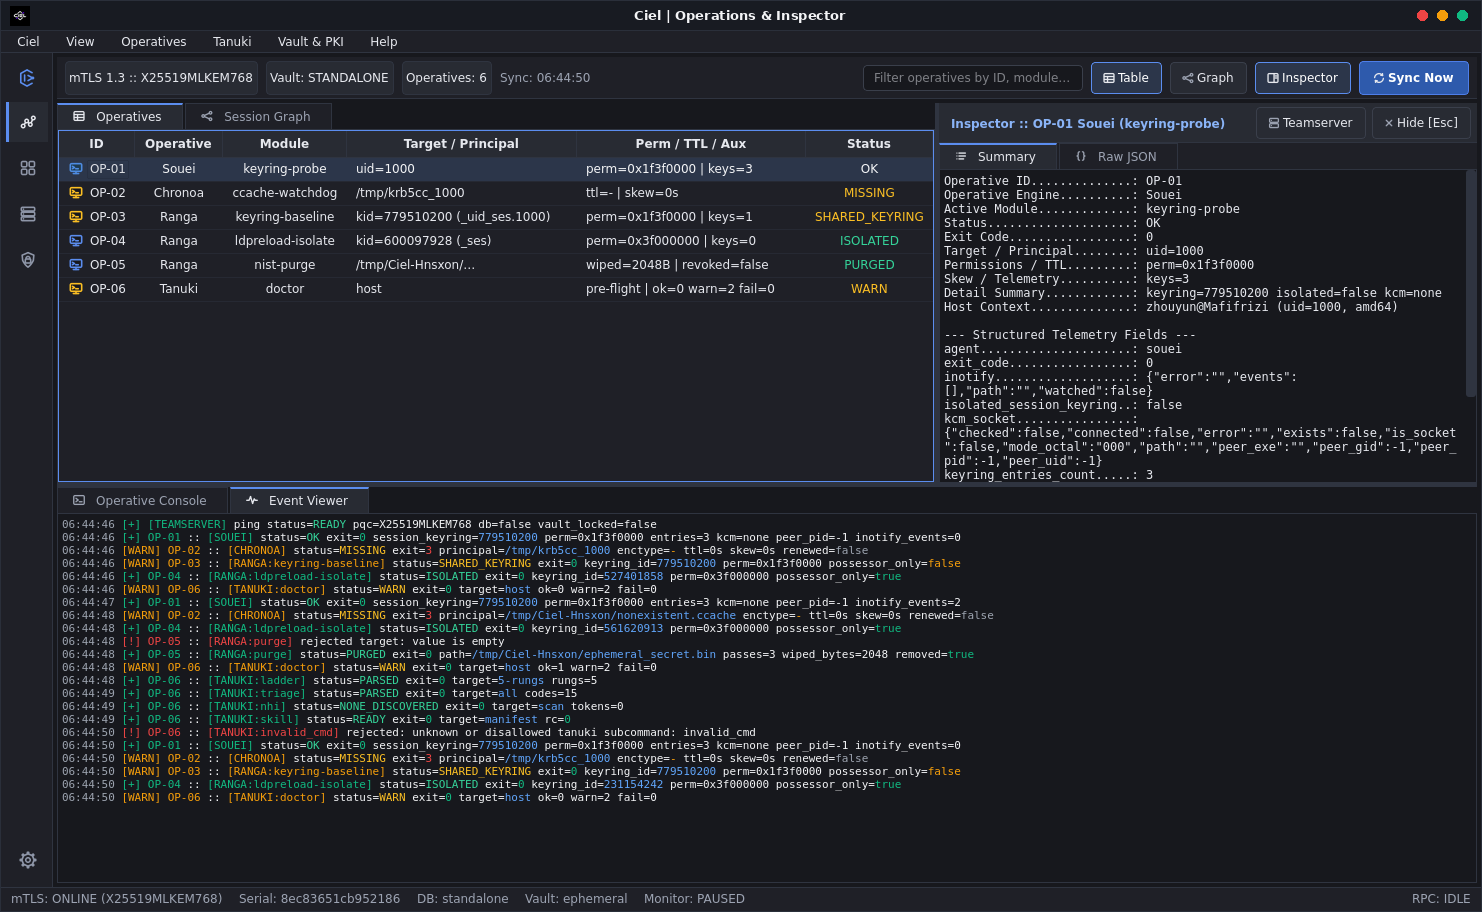 Ciel | Operations & Inspector
Ciel View Operatives Tanuki Vault & PKI Help
mTLS 1.3 :: X25519MLKEM768 Vault: STANDALONE Operatives: 6 Sync: 06:44:50 Filter operatives by ID, module... Table Graph Inspector Sync Now
Operatives Session Graph
ID Operative Module Target / Principal Perm / TTL / Aux Status
OP-01 Souei keyring-probe uid=1000 perm=0x1f3f0000 | keys=3 OK
OP-02 Chronoa ccache-watchdog /tmp/krb5cc_1000 ttl=- | skew=0s MISSING
OP-03 Ranga keyring-baseline kid=779510200 (_uid_ses.1000) perm=0x1f3f0000 | keys=1 SHARED_KEYRING
OP-04 Ranga ldpreload-isolate kid=600097928 (_ses) perm=0x3f000000 | keys=0 ISOLATED
OP-05 Ranga nist-purge /tmp/Ciel-Hnsxon/... wiped=2048B | revoked=false PURGED
OP-06 Tanuki doctor host pre-flight | ok=0 warn=2 fail=0 WARN
Inspector :: OP-01 Souei (keyring-probe) Teamserver × Hide [Esc]
Summary {} Raw JSON
Operative ID..............: OP-01
Operative Engine..........: Souei
Active Module.............: keyring-probe
Status....................: OK
Exit Code.................: 0
Target / Principal........: uid=1000
Permissions / TTL.........: perm=0x1f3f0000
Skew / Telemetry..........: keys=3
Detail Summary............: keyring=779510200 isolated=false kcm=none
Host Context..............: zhouyun@Mafifrizi (uid=1000, amd64)
--- Structured Telemetry Fields ---
agent.....................: souei
exit_code.................: 0
inotify...................: {"error":"","events":
[],"path":"","watched":false}
isolated_session_keyring..: false
kcm_socket................:
{"checked":false,"connected":false,"error":"","exists":false,"is_socket
":false,"mode_octal":"000","path":"","peer_exe":"","peer_gid":-1,"peer_
pid":-1,"peer_uid":-1}
keyring_entries_count.....: 3
Operative Console Event Viewer
06:44:46 [+] [TEAMSERVER] ping status=READY pqc=X25519MLKEM768 db=false vault_locked=false
06:44:46 [+] OP-01 :: [SOUEI] status=OK exit=0 session_keyring=779510200 perm=0x1f3f0000 entries=3 kcm=none peer_pid=-1 inotify_events=0
06:44:46 [WARN] OP-02 :: [CHRONOA] status=MISSING exit=3 principal=/tmp/krb5cc_1000 enctype=- ttl=0s skew=0s renewed=false
06:44:46 [WARN] OP-03 :: [RANGA:keyring-baseline] status=SHARED_KEYRING exit=0 keyring_id=779510200 perm=0x1f3f0000 possessor_only=false
06:44:46 [+] OP-04 :: [RANGA:ldpreload-isolate] status=ISOLATED exit=0 keyring_id=527401858 perm=0x3f000000 possessor_only=true
06:44:46 [WARN] OP-06 :: [TANUKI:doctor] status=WARN exit=0 target=host ok=0 warn=2 fail=0
06:44:47 [+] OP-01 :: [SOUEI] status=OK exit=0 session_keyring=779510200 perm=0x1f3f0000 entries=3 kcm=none peer_pid=-1 inotify_events=2
06:44:48 [WARN] OP-02 :: [CHRONOA] status=MISSING exit=3 principal=/tmp/Ciel-Hnsxon/nonexistent.ccache enctype=- ttl=0s skew=0s renewed=false
06:44:48 [+] OP-04 :: [RANGA:ldpreload-isolate] status=ISOLATED exit=0 keyring_id=561620913 perm=0x3f000000 possessor_only=true
06:44:48 [!] OP-05 :: [RANGA:purge] rejected target: value is empty
06:44:48 [+] OP-05 :: [RANGA:purge] status=PURGED exit=0 path=/tmp/Ciel-Hnsxon/ephemeral_secret.bin passes=3 wiped_bytes=2048 removed=true
06:44:48 [WARN] OP-06 :: [TANUKI:doctor] status=WARN exit=0 target=host ok=1 warn=2 fail=0
06:44:48 [+] OP-06 :: [TANUKI:ladder] status=PARSED exit=0 target=5-rungs rungs=5
06:44:49 [+] OP-06 :: [TANUKI:triage] status=PARSED exit=0 target=all codes=15
06:44:49 [+] OP-06 :: [TANUKI:nhi] status=NONE_DISCOVERED exit=0 target=scan tokens=0
06:44:49 [+] OP-06 :: [TANUKI:skill] status=READY exit=0 target=manifest rc=0
06:44:50 [!] OP-06 :: [TANUKI:invalid_cmd] rejected: unknown or disallowed tanuki subcommand: invalid_cmd
06:44:50 [+] OP-01 :: [SOUEI] status=OK exit=0 session_keyring=779510200 perm=0x1f3f0000 entries=3 kcm=none peer_pid=-1 inotify_events=0
06:44:50 [WARN] OP-02 :: [CHRONOA] status=MISSING exit=3 principal=/tmp/krb5cc_1000 enctype=- ttl=0s skew=0s renewed=false
06:44:50 [WARN] OP-03 :: [RANGA:keyring-baseline] status=SHARED_KEYRING exit=0 keyring_id=779510200 perm=0x1f3f0000 possessor_only=false
06:44:50 [+] OP-04 :: [RANGA:ldpreload-isolate] status=ISOLATED exit=0 keyring_id=231154242 perm=0x3f000000 possessor_only=true
06:44:50 [WARN] OP-06 :: [TANUKI:doctor] status=WARN exit=0 target=host ok=0 warn=2 fail=0
mTLS: ONLINE (X25519MLKEM768) Serial: 8ec83651cb952186 DB: standalone Vault: ephemeral Monitor: PAUSED RPC: IDLE